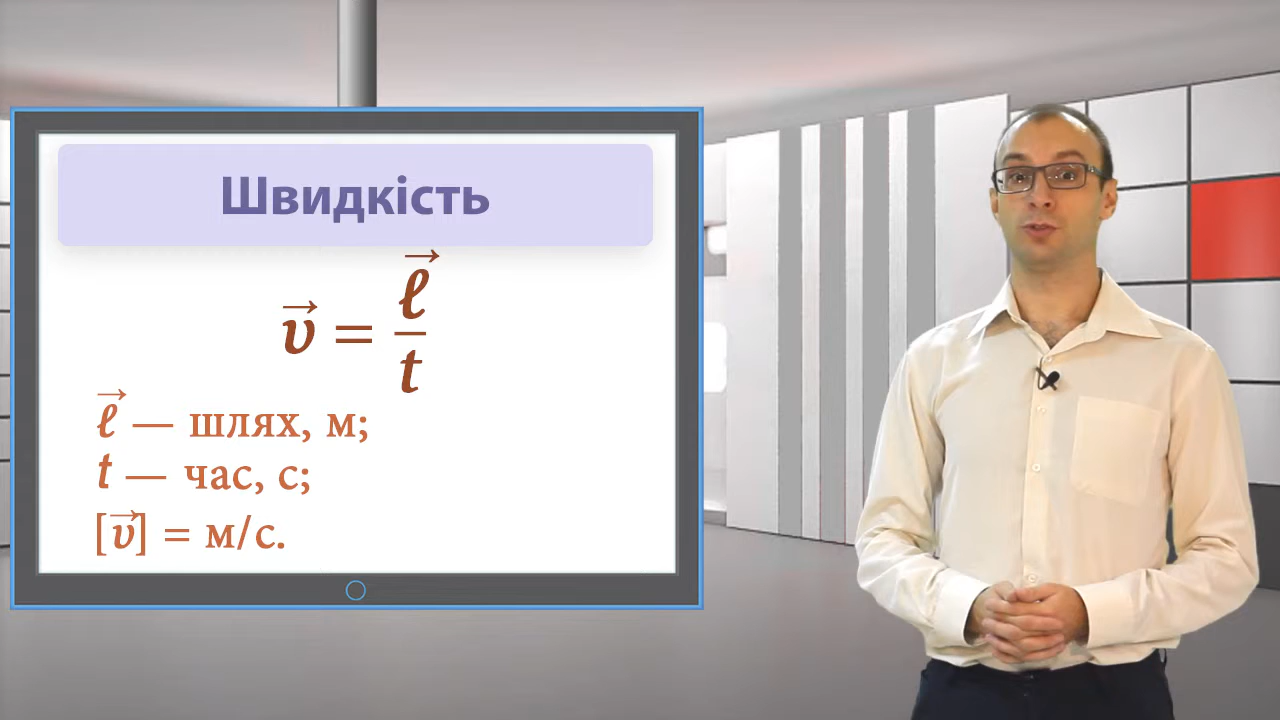 Швидкість
v⃗ = ℓ⃗ / t
ℓ⃗ — шлях, м;
t — час, с;
[v⃗] = м/с.